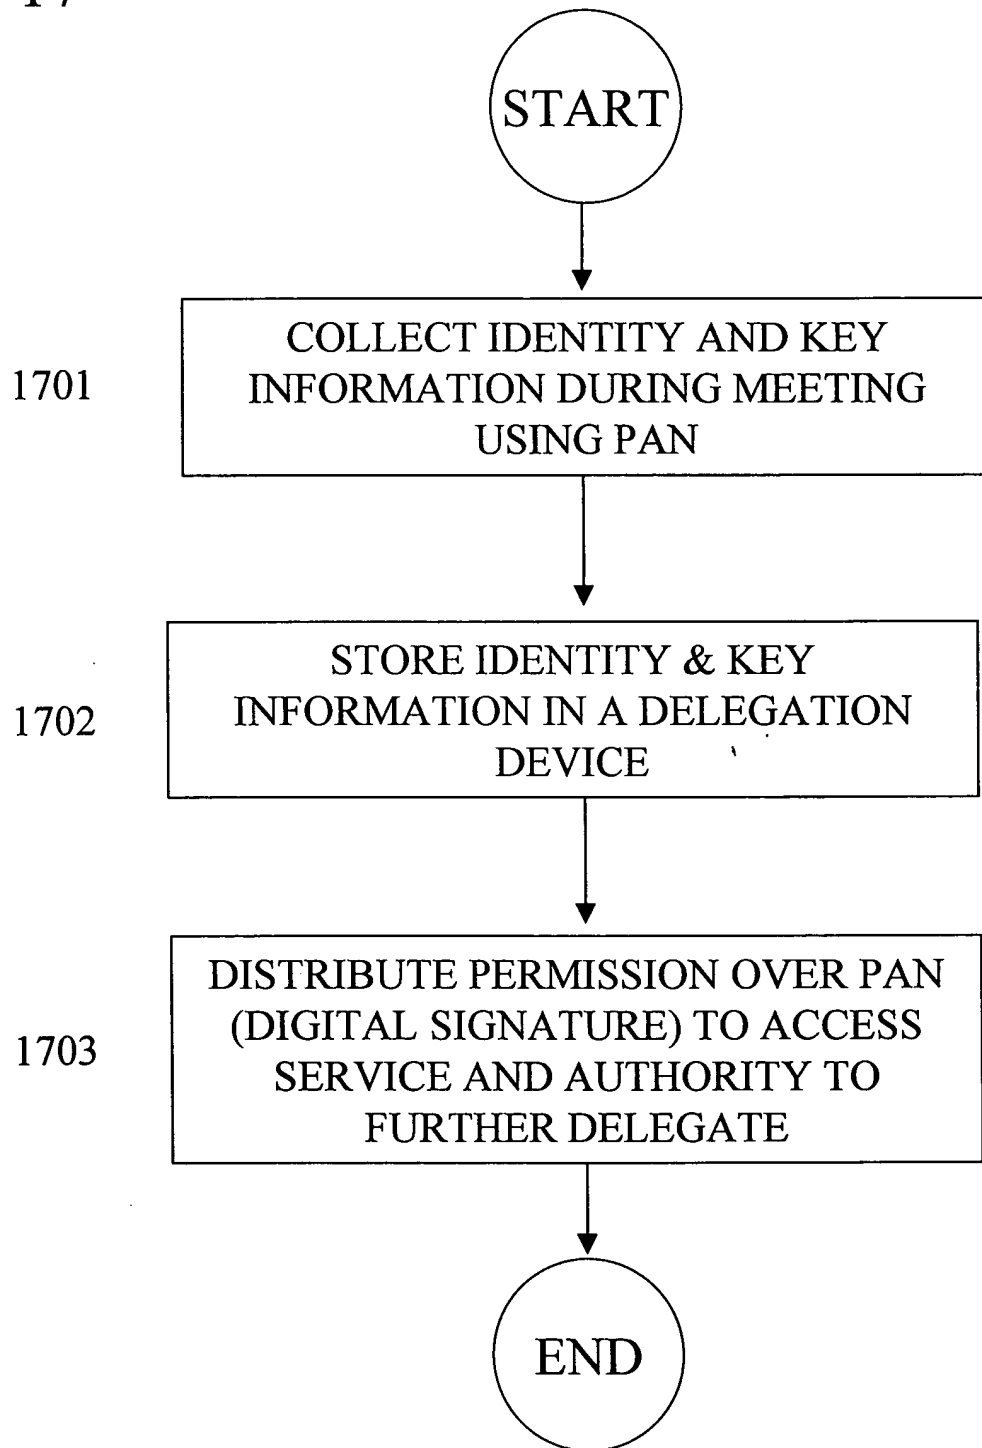 17
START
1701
COLLECT IDENTITY AND KEY
INFORMATION DURING MEETING
USING PAN
1702
STORE IDENTITY & KEY
INFORMATION IN A DELEGATION
DEVICE
1703
DISTRIBUTE PERMISSION OVER PAN
(DIGITAL SIGNATURE) TO ACCESS
SERVICE AND AUTHORITY TO
FURTHER DELEGATE
END